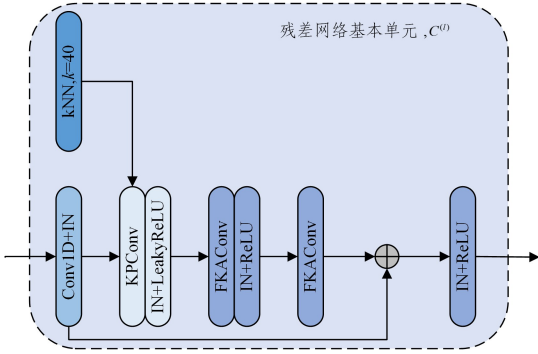 残差网络基本单元 ,C^(l)
kNN,k=40
Conv1D+IN
KPConv
IN+LeakyReLU
FKAConv
IN+ReLU
FKAConv
IN+ReLU